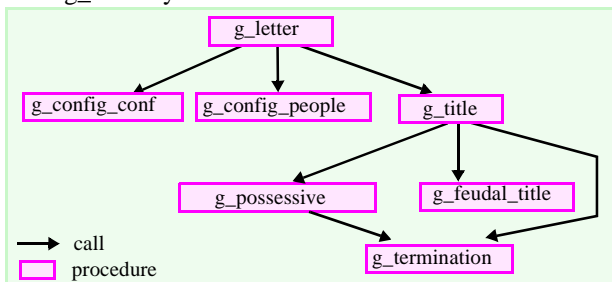 g_letter
g_config_conf
g_config_people
g_title
g_possessive
g_feudal_title
g_termination
call
procedure